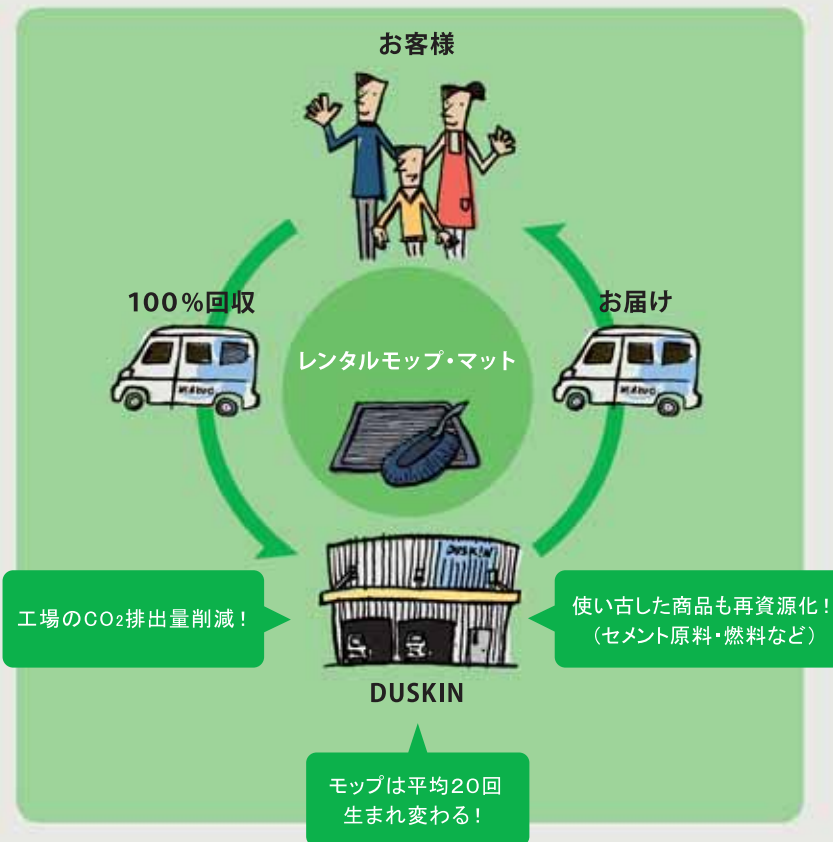 お客様
100%回収
お届け
レンタルモップ・マット
DUSKIN
工場のCO₂排出量削減！
使い古した商品も再資源化！
（セメント原料・燃料など）
DUSKIN
モップは平均20回
生まれ変わる！